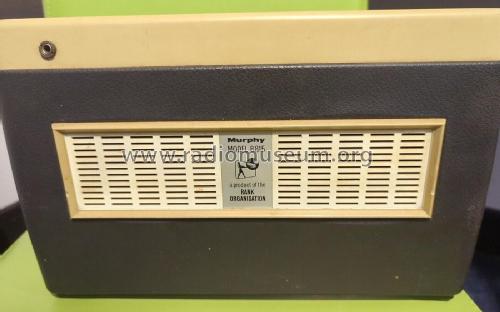 Murphy
MODEL B815
www.radiomuseum.org
a product of the
RANK
ORGANISATION